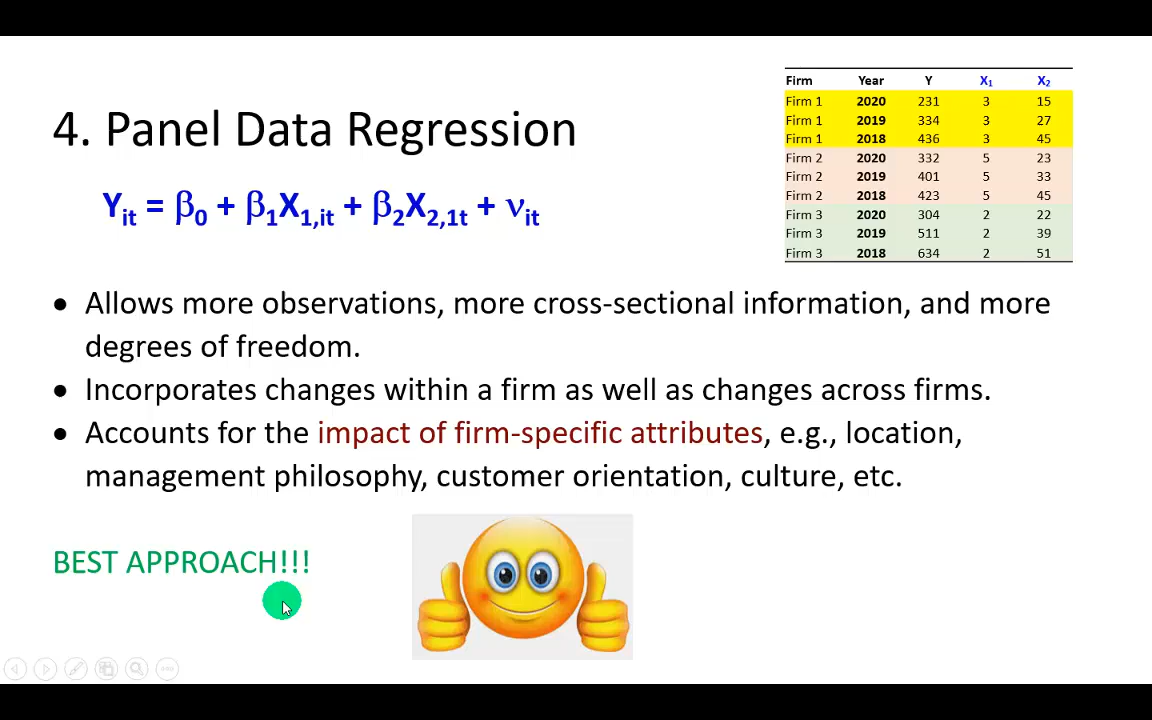 4. Panel Data Regression
Yit = β0 + β1X1,it + β2X2,1t + νit
Firm Year Y X1 X2
Firm 1 2020 231 3 15
Firm 1 2019 334 3 27
Firm 1 2018 436 3 45
Firm 2 2020 332 5 23
Firm 2 2019 401 5 33
Firm 2 2018 423 5 45
Firm 3 2020 304 2 22
Firm 3 2019 511 2 39
Firm 3 2018 634 2 51
• Allows more observations, more cross-sectional information, and more
degrees of freedom.
• Incorporates changes within a firm as well as changes across firms.
• Accounts for the impact of firm-specific attributes, e.g., location,
management philosophy, customer orientation, culture, etc.
BEST APPROACH!!!